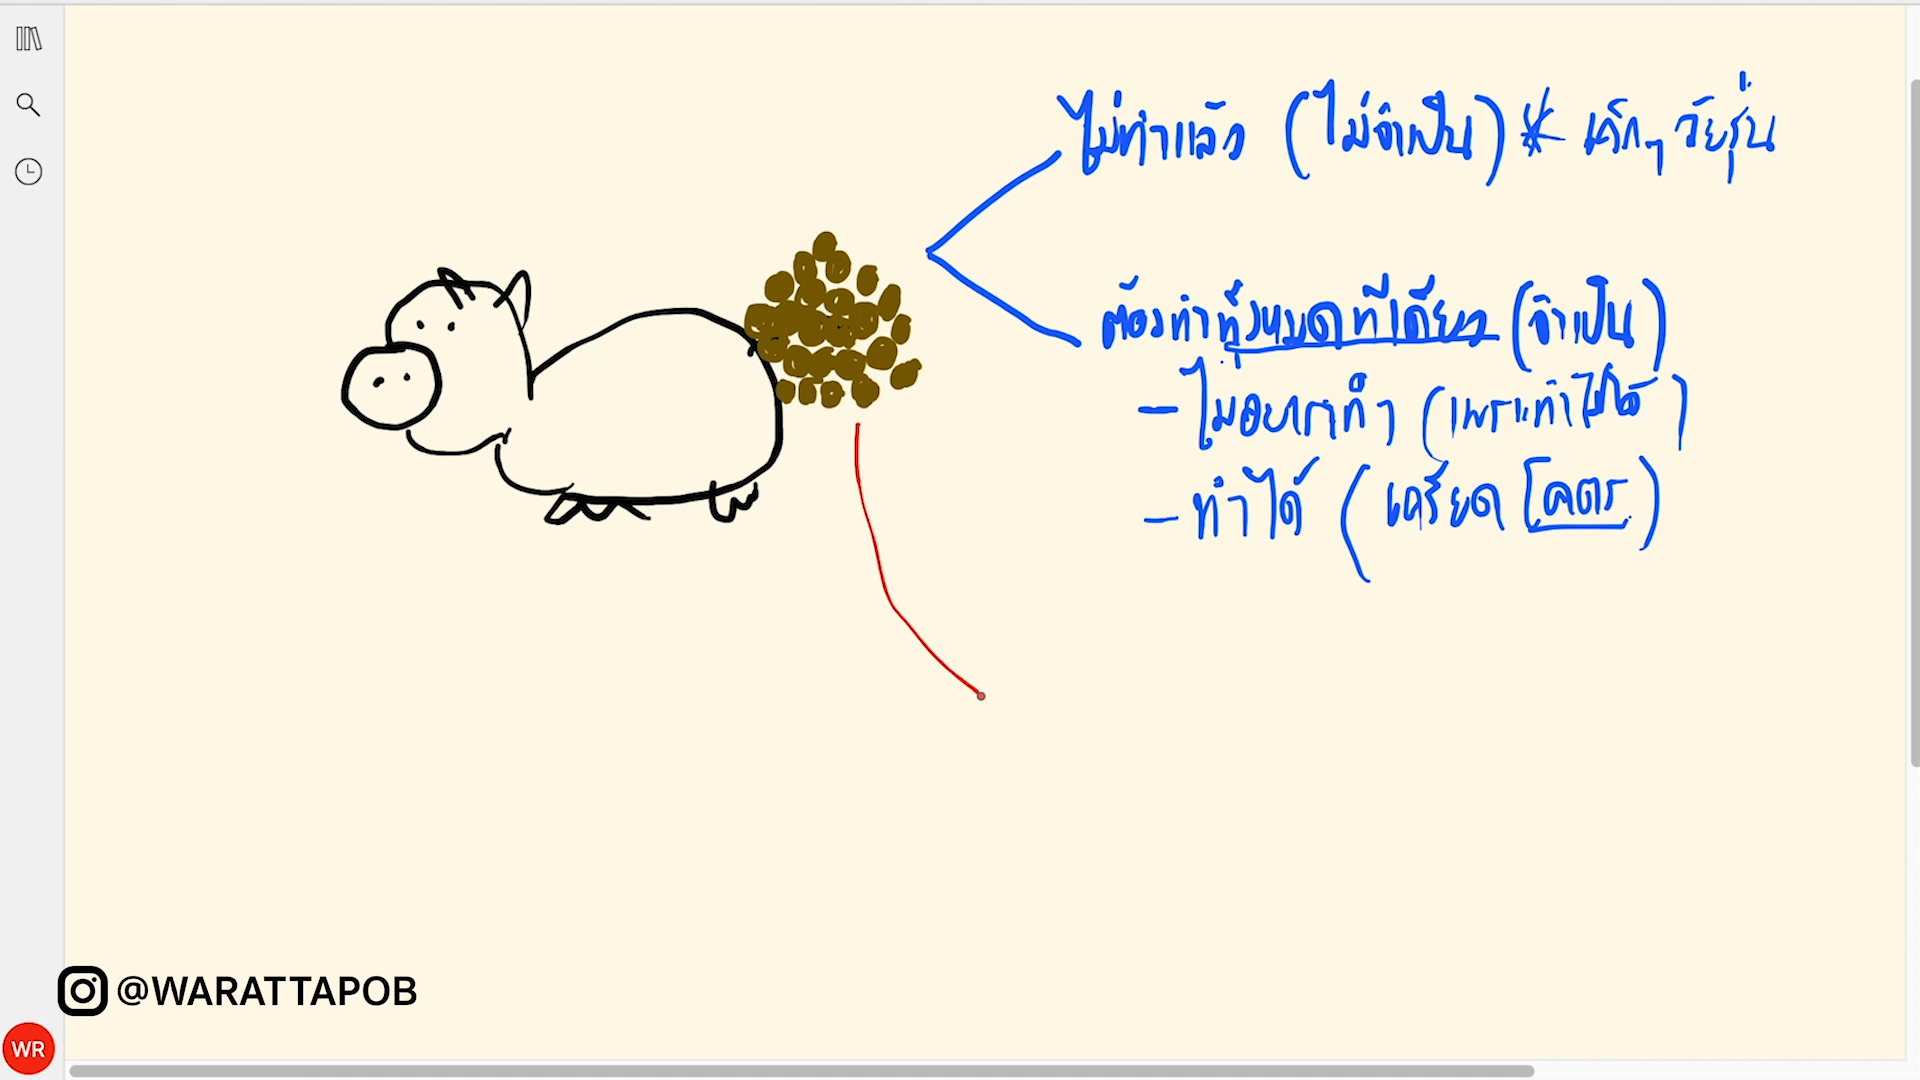 ไม่ทำแล้ว (ไม่จำเป็น) * เด็กๆ วัยรุ่น
ต้องทำทั้งหมดทีเดียว (จำเป็น)
- ไม่อยากทำ (เพราะทำไม่ได้)
- ทำได้ (เครียด โคตร)
@WARATTAPOB
WR